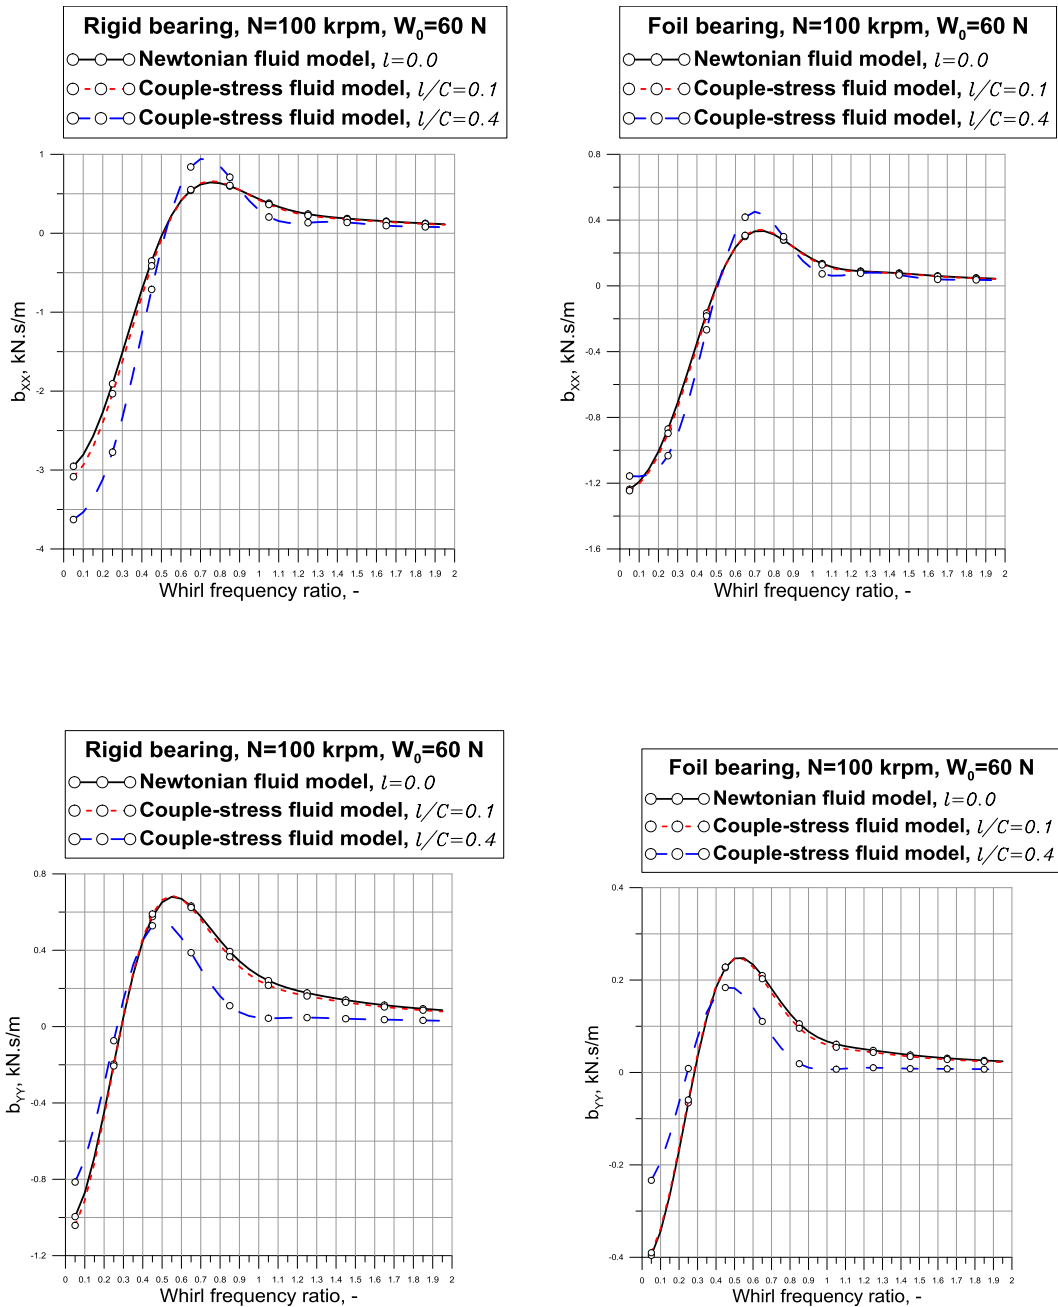 Rigid bearing, N=100 krpm, W0=60 N
Newtonian fluid model, l=0.0
Couple-stress fluid model, l/C=0.1
Couple-stress fluid model, l/C=0.4
1
0
-1
-2
-3
-4
bXX, kN.s/m
0 0.1 0.2 0.3 0.4 0.5 0.6 0.7 0.8 0.9 1 1.1 1.2 1.3 1.4 1.5 1.6 1.7 1.8 1.9 2
Whirl frequency ratio, -
Foil bearing, N=100 krpm, W0=60 N
Newtonian fluid model, l=0.0
Couple-stress fluid model, l/C=0.1
Couple-stress fluid model, l/C=0.4
0.8
0.4
0
-0.4
-0.8
-1.2
-1.6
bXX, kN.s/m
0 0.1 0.2 0.3 0.4 0.5 0.6 0.7 0.8 0.9 1 1.1 1.2 1.3 1.4 1.5 1.6 1.7 1.8 1.9 2
Whirl frequency ratio, -
Rigid bearing, N=100 krpm, W0=60 N
Newtonian fluid model, l=0.0
Couple-stress fluid model, l/C=0.1
Couple-stress fluid model, l/C=0.4
0.8
0.4
0
-0.4
-0.8
-1.2
bYY, kN.s/m
0 0.1 0.2 0.3 0.4 0.5 0.6 0.7 0.8 0.9 1 1.1 1.2 1.3 1.4 1.5 1.6 1.7 1.8 1.9 2
Whirl frequency ratio, -
Foil bearing, N=100 krpm, W0=60 N
Newtonian fluid model, l=0.0
Couple-stress fluid model, l/C=0.1
Couple-stress fluid model, l/C=0.4
0.4
0.2
0
-0.2
-0.4
bYY, kN.s/m
0 0.1 0.2 0.3 0.4 0.5 0.6 0.7 0.8 0.9 1 1.1 1.2 1.3 1.4 1.5 1.6 1.7 1.8 1.9 2
Whirl frequency ratio, -